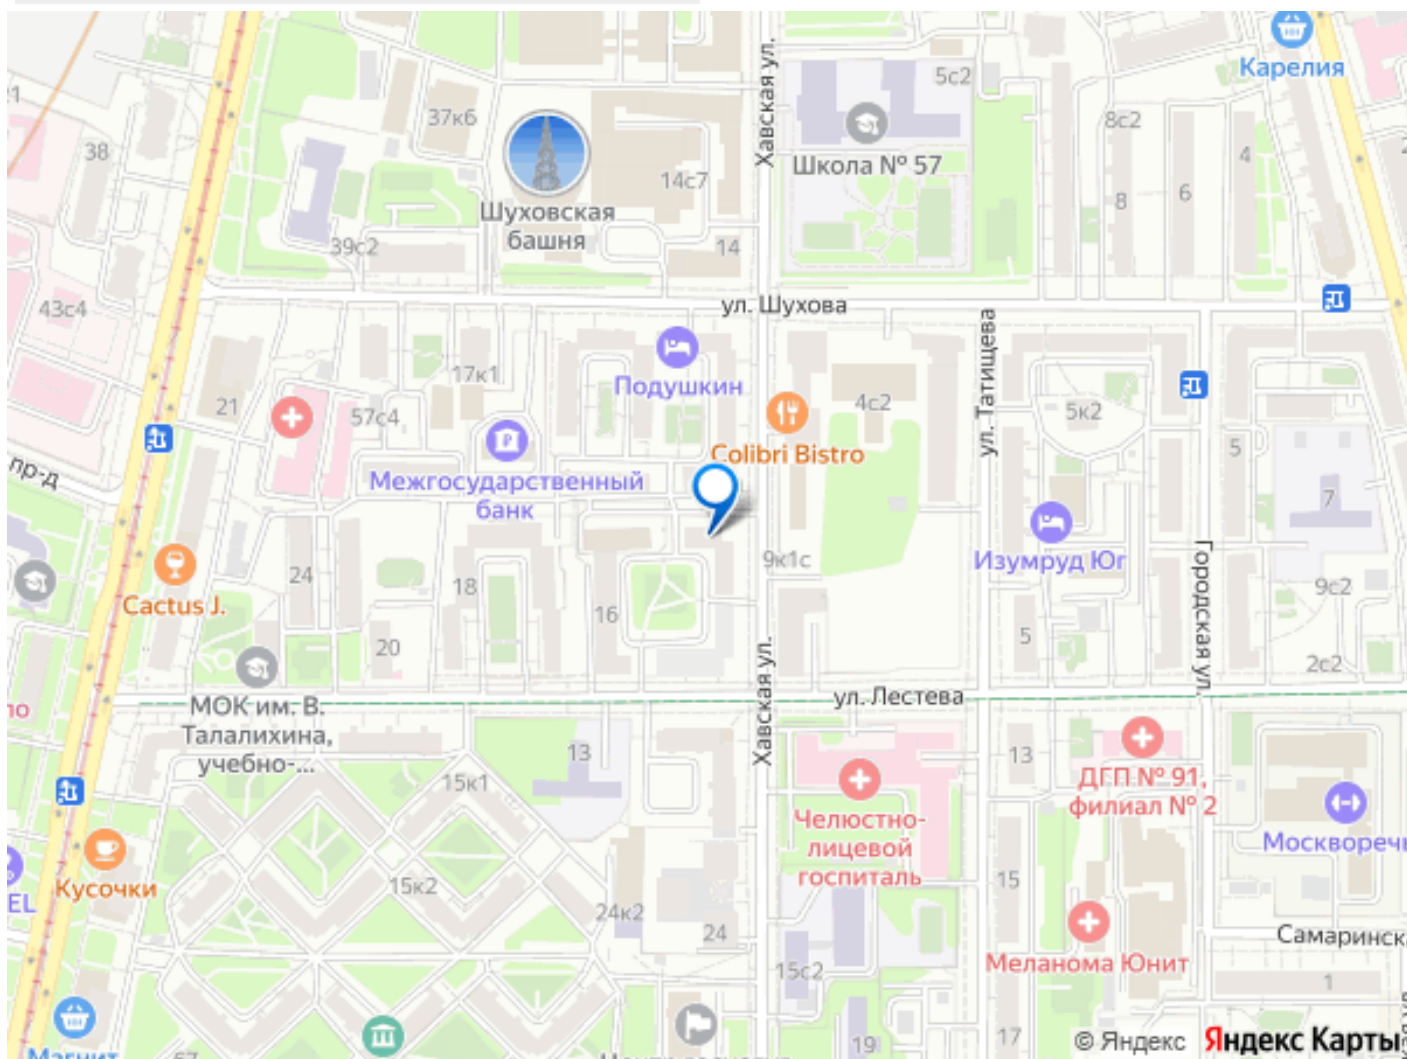 Карелия
5с2
Хавская ул.
37к6
8с2
38
4
Школа № 57
14с7
6
8
Шуховская
башня
39с2
14
43с4
ул. Шухова
ул. Татищева
17к1
Подушкин
21
57с4
4с2
5к2
5
Colibri Bistro
пр-д
Межгосударственный
банк
7
9к1с
Изумруд Юг
24
18
16
Cactus J.
Городская ул.
9с2
5
20
2с2
Хавская ул.
ул. Лестева
МОК им. В.
Талалихина,
учебно-...
13
13
15к1
ДГП № 91,
филиал № 2
Челюстно-
лицевой
госпиталь
Москворечь
Кусочки
15к2
15
EL
24к2
24
Самаринск
Меланома Юнит
15с2
1
17
19
Магнит
57
© Яндекс Яндекс Карты